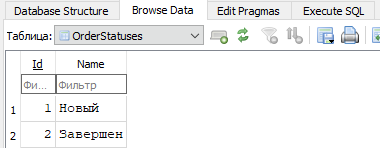 Database Structure Browse Data Edit Pragmas Execute SQL
Таблица: OrderStatuses
Id Name
Фи... Фильтр
1 1 Новый
2 2 Завершен